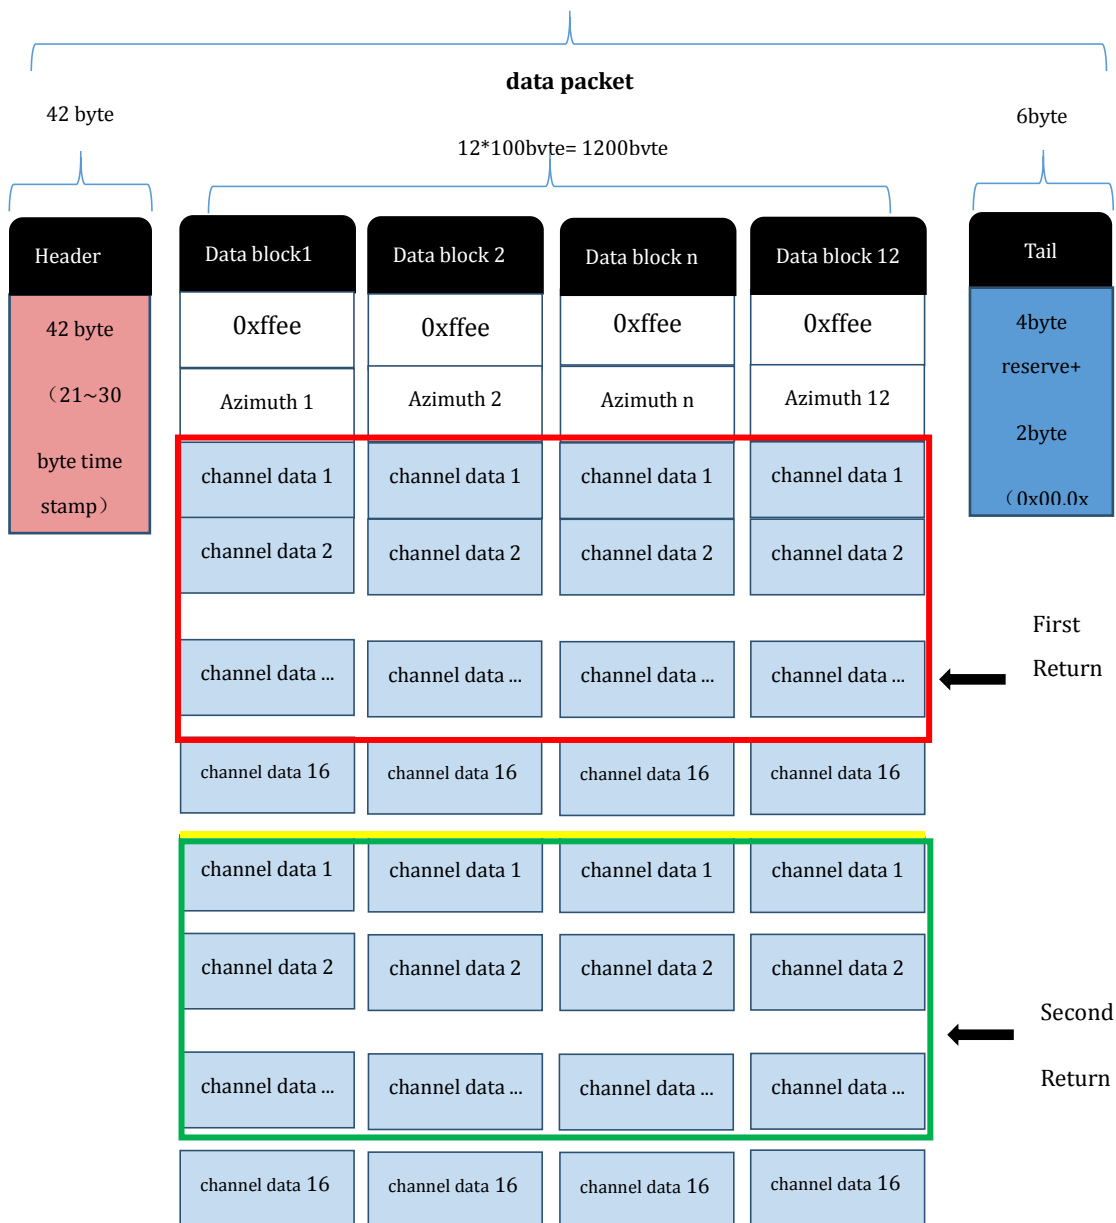 data packet
42 byte
6byte
12*100byte= 1200byte
Header
Data block1
Data block 2
Data block n
Data block 12
Tail
42 byte
（21~30
byte time
stamp）
0xffee
0xffee
0xffee
0xffee
4byte
reserve+
2byte
（0x00.0x
Azimuth 1
Azimuth 2
Azimuth n
Azimuth 12
channel data 1
channel data 1
channel data 1
channel data 1
channel data 2
channel data 2
channel data 2
channel data 2
First
Return
channel data ...
channel data ...
channel data ...
channel data ...
channel data 16
channel data 16
channel data 16
channel data 16
channel data 1
channel data 1
channel data 1
channel data 1
channel data 2
channel data 2
channel data 2
channel data 2
Second
Return
channel data ...
channel data ...
channel data ...
channel data ...
channel data 16
channel data 16
channel data 16
channel data 16